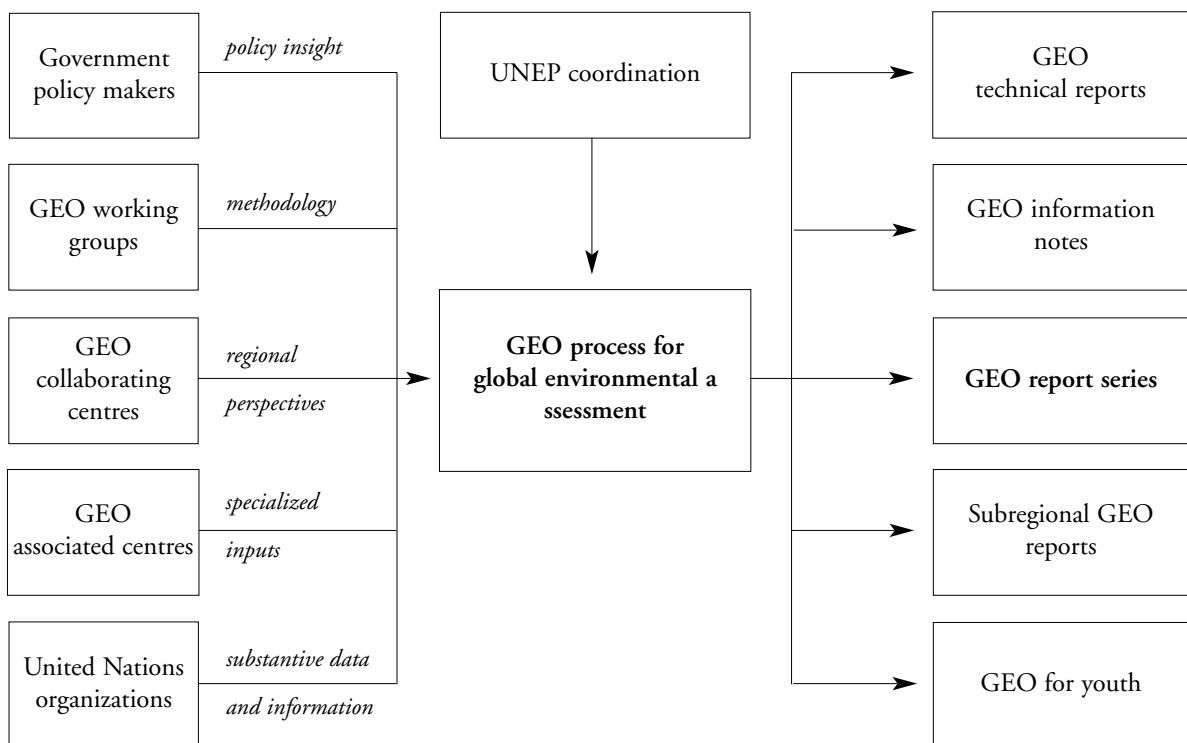 Government
policy makers
policy insight
UNEP coordination
GEO
technical reports
GEO working
groups
methodology
GEO information
notes
GEO
collaborating
centres
regional
perspectives
GEO process for
global environmental a
ssessment
GEO report series
GEO
associated centres
specialized
inputs
Subregional GEO
reports
United Nations
organizations
substantive data
and information
GEO for youth